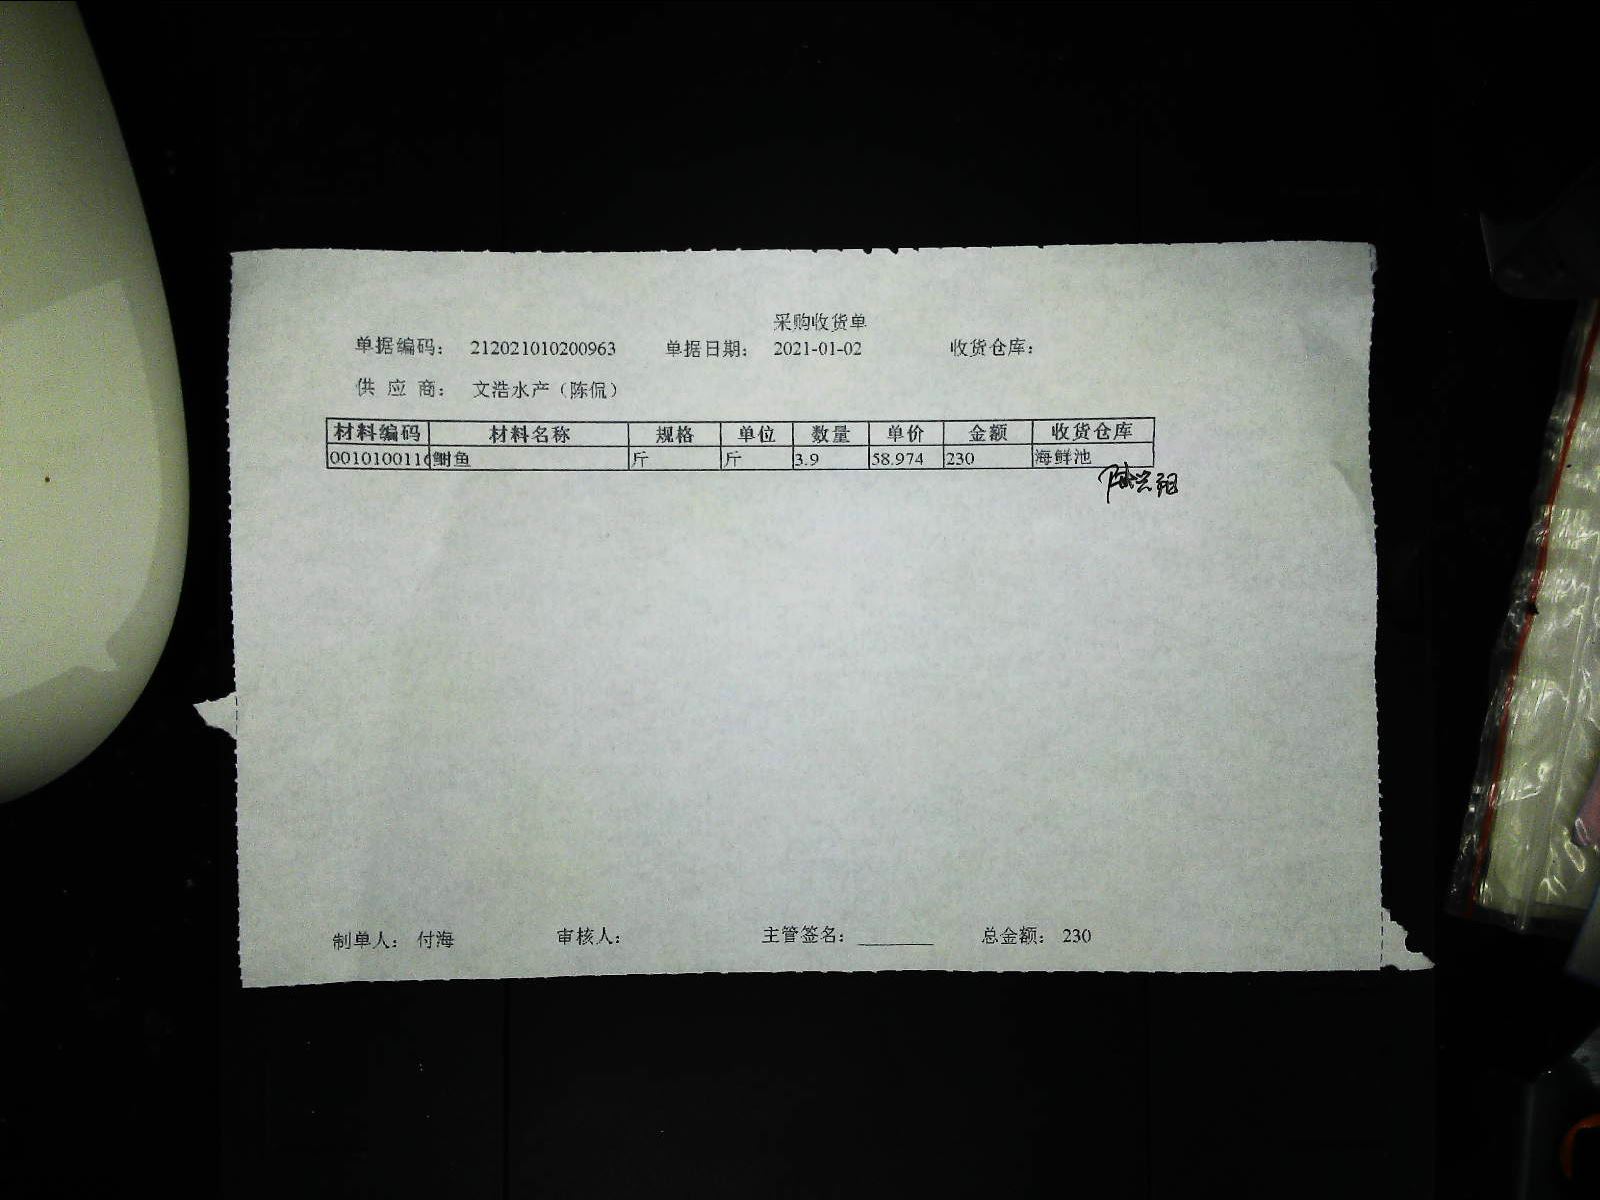 采购收货单
单据编码: 212021010200963 单据日期: 2021-01-02 收货仓库:
供 应 商: 文浩水产（陈侃）
材料编码 材料名称 规格 单位 数量 单价 金额 收货仓库
001010011 鲥鱼 斤 斤 3.9 58.974 230 海鲜池
制单人: 付海 审核人: 主管签名: ________ 总金额: 230